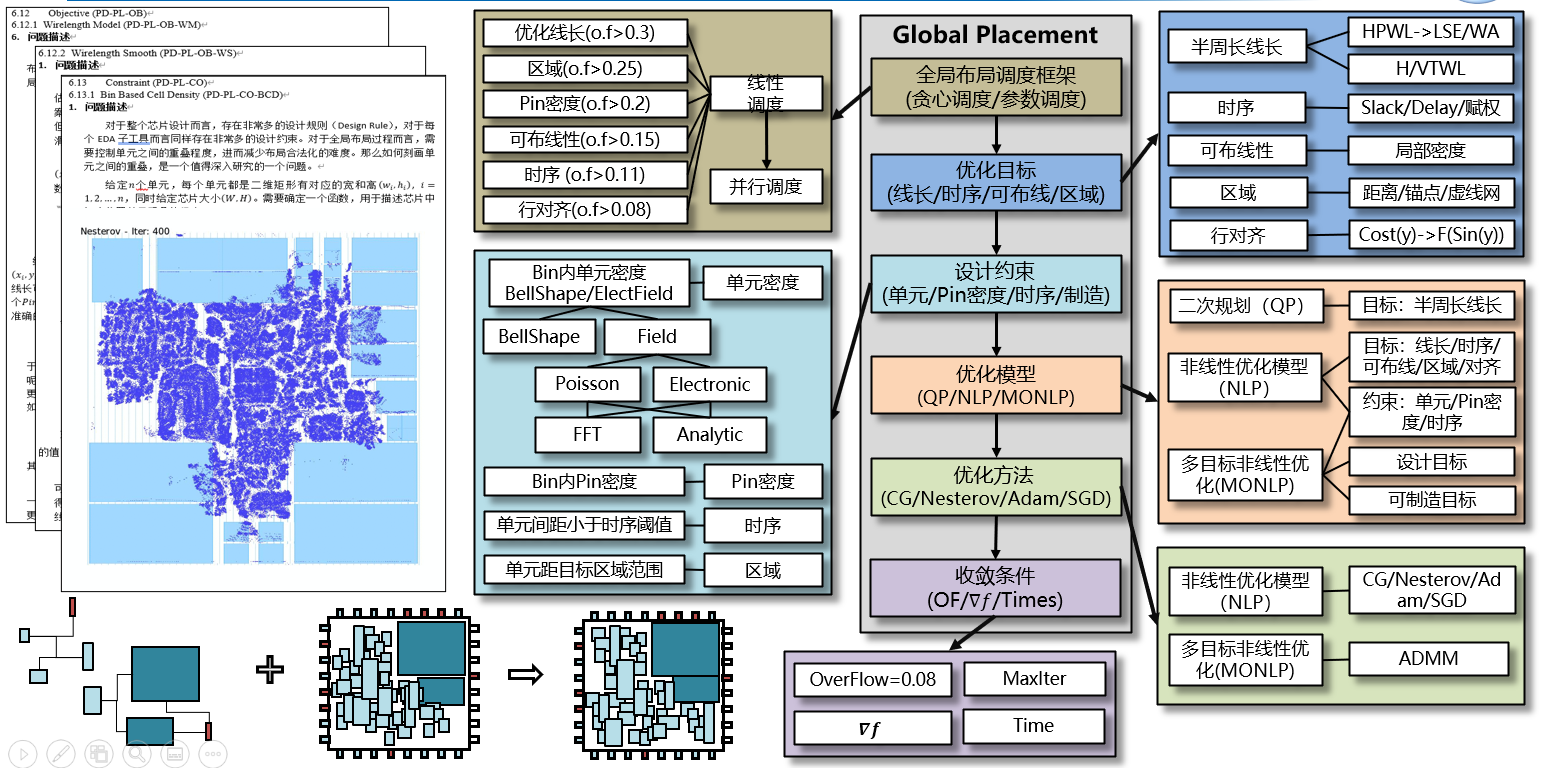 6.12 Objective (PD-PL-OB)
6.12.1 Wirelength Model (PD-PL-OB-WM)
6. 问题描述
6.12.2 Wirelength Smooth (PD-PL-OB-WS)
1. 问题描述
6.13 Constraint (PD-PL-CO)
6.13.1 Bin Based Cell Density (PD-PL-CO-BCD)
1. 问题描述
对于整个芯片设计而言，存在非常多的设计规则（Design Rule），对于每
个 EDA 子工具而言同样存在非常多的设计约束。对于全局布局过程而言，需
要控制单元之间的重叠程度，进而减少布局合法化的难度。那么如何刻画单
元之间的重叠，是一个值得深入研究的一个问题。
给定n个单元，每个单元都是二维矩形有对应的宽和高(wᵢ, hᵢ)，i =
1,2,…,n，同时给定芯片大小(W,H)。需要确定一个函数，用于描述芯片中
Nesterov - Iter: 400
线长
个Pin
准确的
于
呢
更
如
的值
其
一
更
优化线长(o.f>0.3)
区域(o.f>0.25)
Pin密度(o.f>0.2)
可布线性(o.f>0.15)
时序 (o.f>0.11)
行对齐(o.f>0.08)
线性
调度
并行调度
Bin内单元密度
BellShape/ElectField
单元密度
BellShape
Field
Poisson
Electronic
FFT
Analytic
Bin内Pin密度
Pin密度
单元间距小于时序阈值
时序
单元距目标区域范围
区域
Global Placement
全局布局调度框架
(贪心调度/参数调度)
优化目标
(线长/时序/可布线/区域)
设计约束
(单元/Pin密度/时序/制造)
优化模型
(QP/NLP/MONLP)
优化方法
(CG/Nesterov/Adam/SGD)
收敛条件
(OF/∇f/Times)
OverFlow=0.08
MaxIter
∇f
Time
半周长线长
HPWL->LSE/WA
H/VTWL
时序
Slack/Delay/赋权
可布线性
局部密度
区域
距离/锚点/虚线网
行对齐
Cost(y)->F(Sin(y))
二次规划（QP）
目标：半周长线长
非线性优化模型
（NLP）
目标：线长/时序/
可布线/区域/对齐
约束：单元/Pin密
度/时序
多目标非线性优
化(MONLP)
设计目标
可制造目标
非线性优化模型
（NLP）
CG/Nesterov/Ad
am/SGD
多目标非线性优
化(MONLP)
ADMM